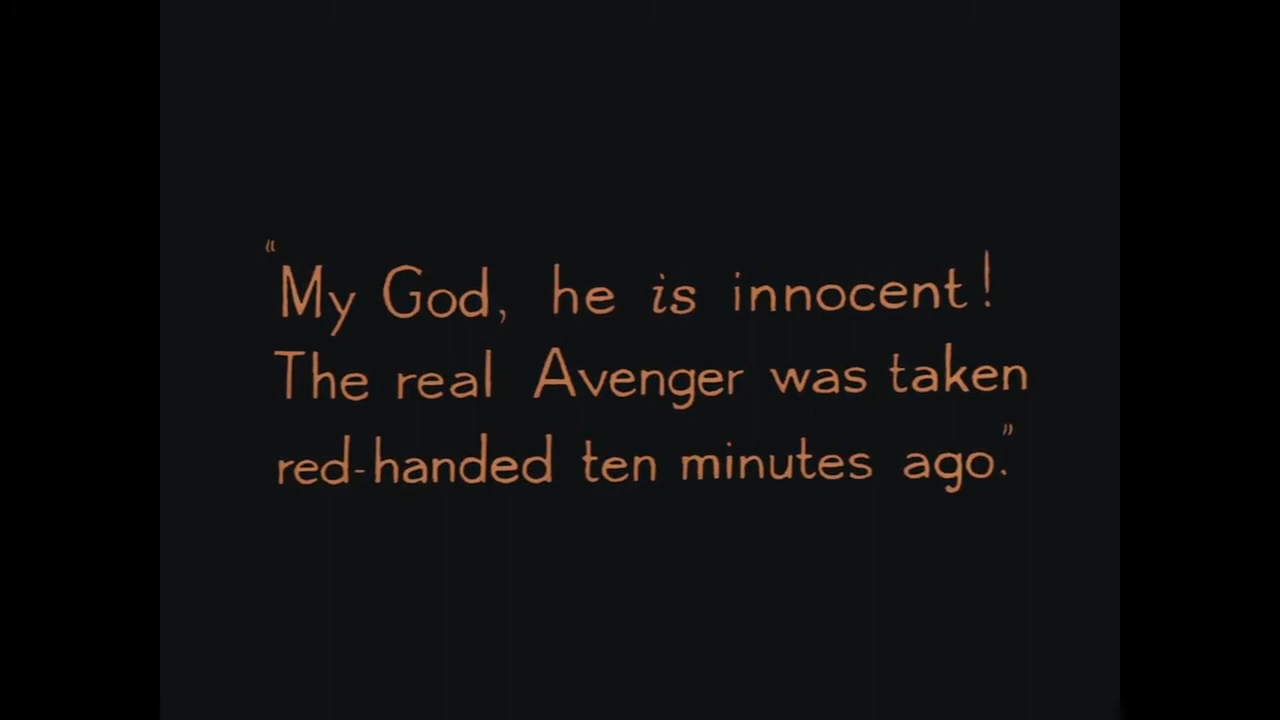 “My God, he is innocent!
The real Avenger was taken
red-handed ten minutes ago.”